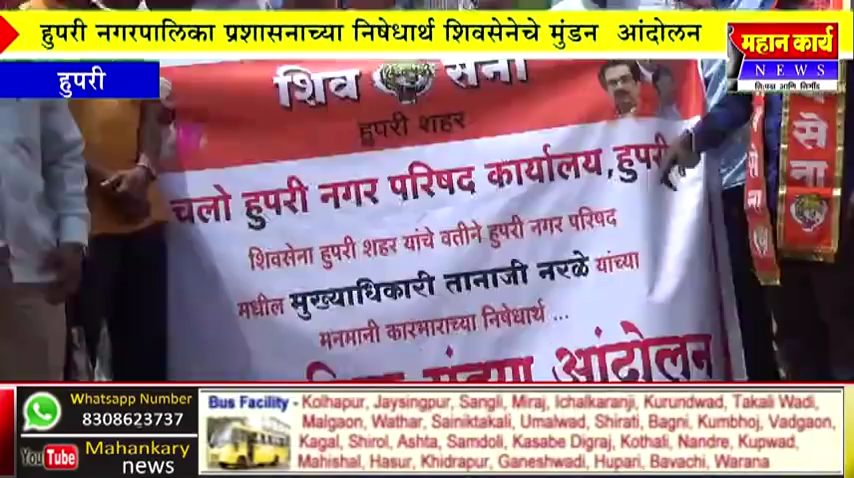 हुपरी नगरपालिका प्रशासनाच्या निषेधार्थ शिवसेनेचे मुंडन आंदोलन
महान कार्य
NEWS
हुपरी
शिव सेना
हुपरी शहर
चलो हुपरी नगर परिषद कार्यालय, हुपरी
शिवसेना हुपरी शहर यांचे वतीने हुपरी नगर परिषद
मधील मुख्याधिकारी तानाजी नरळे यांच्या
मनमानी कारभाराच्या निषेधार्थ ...
आंदोलन
सेना
Whatsapp Number
8308623737
YouTube Mahankary
news
Bus Facility - Kolhapur, Jaysingpur, Sangli, Miraj, Ichalkaranji, Kurundwad, Takali Wadi,
Malgaon, Wathar, Sainiktakali, Umalwad, Shirati, Bagni, Kumbhoj, Vadgaon,
Kagal, Shirol, Ashta, Samdoli, Kasabe Digraj, Kothali, Nandre, Kupwad,
Mahishal, Hasur, Khidrapur, Ganeshwadi, Hupari, Bavachi, Warana